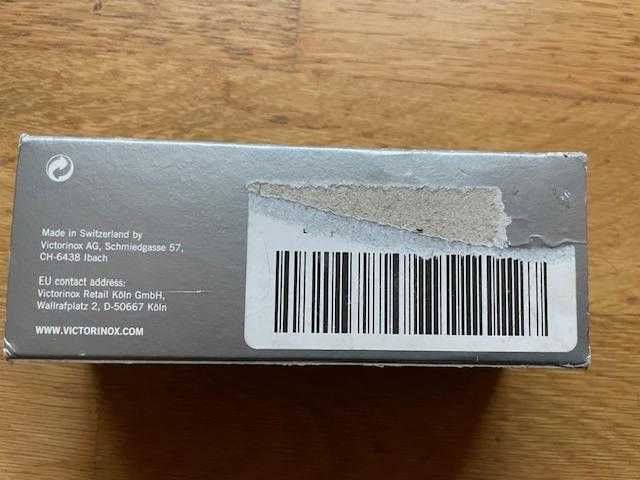 Made in Switzerland by
Victorinox AG, Schmiedgasse 57,
CH-6438 Ibach
EU contact address:
Victorinox Retail Köln GmbH,
Wallrafplatz 2, D-50667 Köln
WWW.VICTORINOX.COM